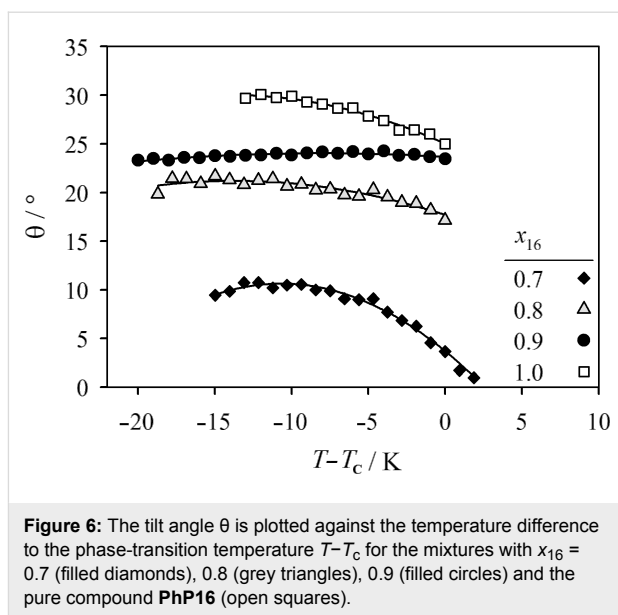 35
30
25
20
15
10
5
0
θ / °
-20
-15
-10
-5
0
5
10
T−Tc / K
x16
0.7
0.8
0.9
1.0
Figure 6: The tilt angle θ is plotted against the temperature difference
to the phase-transition temperature T−Tc for the mixtures with x16 =
0.7 (filled diamonds), 0.8 (grey triangles), 0.9 (filled circles) and the
pure compound PhP16 (open squares).